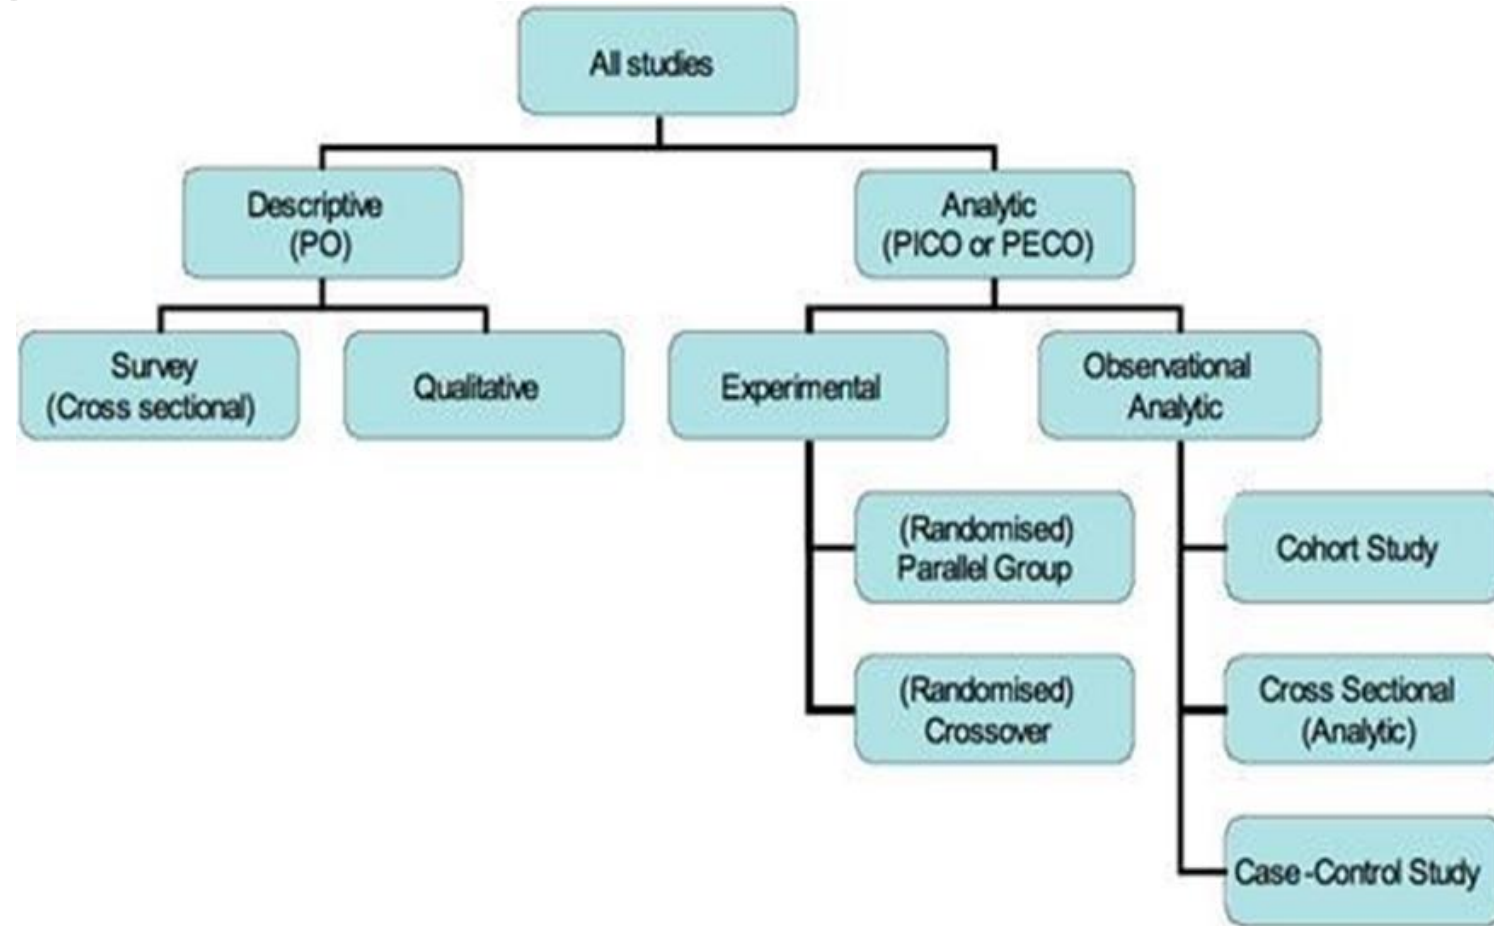 All studies
Descriptive
(PO)
Analytic
(PICO or PECO)
Survey
(Cross sectional)
Qualitative
Experimental
Observational
Analytic
(Randomised)
Parallel Group
Cohort Study
(Randomised)
Crossover
Cross Sectional
(Analytic)
Case-Control Study